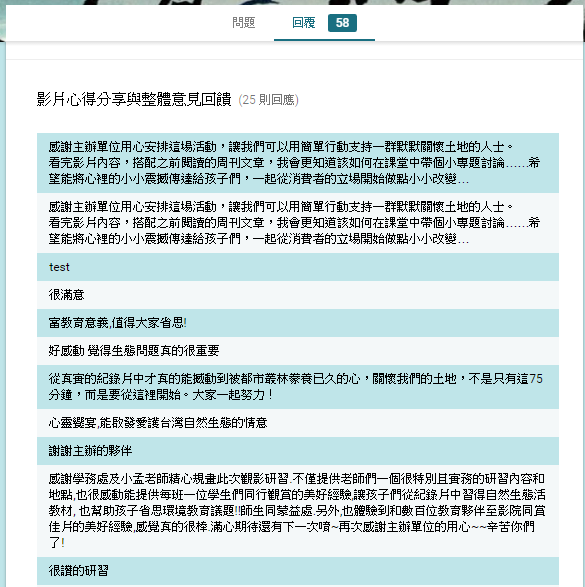 問題 回覆 58
影片心得分享與整體意見回饋 (25 則回應)
感謝主辦單位用心安排這場活動，讓我們可以用簡單行動支持一群默默關懷土地的人士。
看完影片內容，搭配之前閱讀的周刊文章，我會更知道該如何在課堂中帶個小專題討論……希
望能將心裡的小小震撼傳達給孩子們，一起從消費者的立場開始做點小小改變…
感謝主辦單位用心安排這場活動，讓我們可以用簡單行動支持一群默默關懷土地的人士。
看完影片內容，搭配之前閱讀的周刊文章，我會更知道該如何在課堂中帶個小專題討論……希
望能將心裡的小小震撼傳達給孩子們，一起從消費者的立場開始做點小小改變…
test
很滿意
富教育意義,值得大家省思!
好感動 覺得生態問題真的很重要
從真實的紀錄片中才真的能撼動到被都市叢林豢養已久的心，關懷我們的土地，不是只有這75
分鐘，而是要從這裡開始。大家一起努力！
心靈饗宴,能啟發愛護台灣自然生態的情意
謝謝主辦的夥伴
感謝學務處及小孟老師精心規畫此次觀影研習.不僅提供老師們一個很特別且實務的研習內容和
地點,也很感動能提供每班一位學生們同行觀賞的美好經驗,讓孩子們從紀錄片中習得自然生態活
教材, 也幫助孩子省思環境教育議題!!師生同蒙益處.另外,也體驗到和數百位教育夥伴至影院同賞
佳片的美好經驗,感覺真的很棒.滿心期待還有下一次唷~再次感謝主辦單位的用心~~辛苦你們
了!
很讚的研習